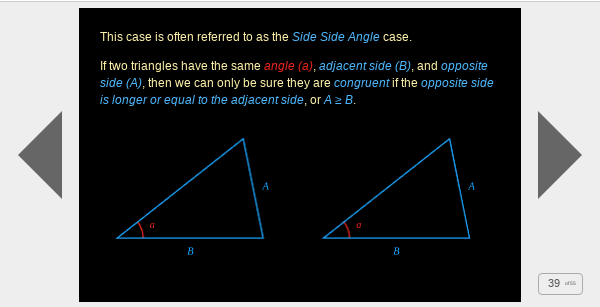 This case is often referred to as the Side Side Angle case.
If two triangles have the same angle (a), adjacent side (B), and opposite
side (A), then we can only be sure they are congruent if the opposite side
is longer or equal to the adjacent side, or A ≥ B.
A
A
a
a
B
B
39 of 66